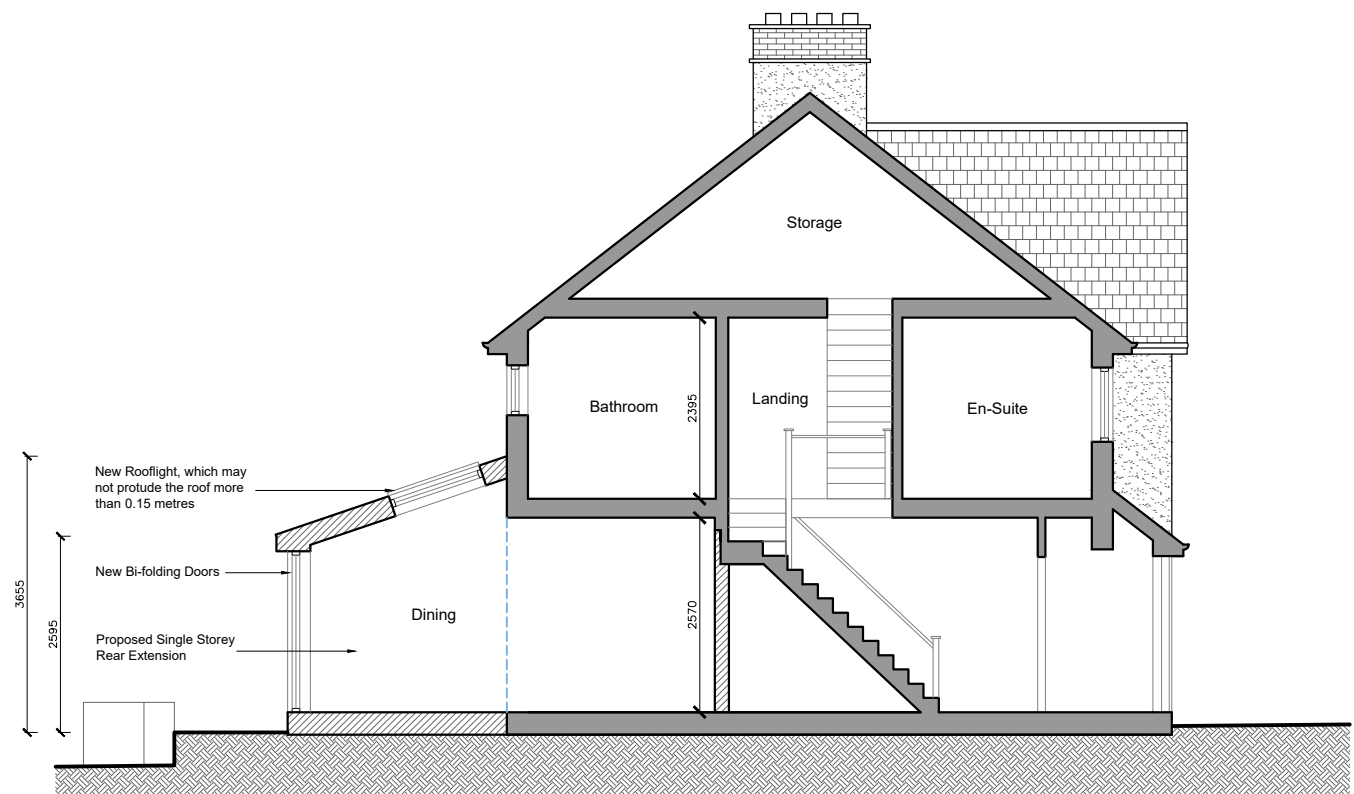 Storage
Bathroom
2395
Landing
En-Suite
New Rooflight, which may
not protude the roof more
than 0.15 metres
New Bi-folding Doors
3655
2595
Dining
2570
Proposed Single Storey
Rear Extension